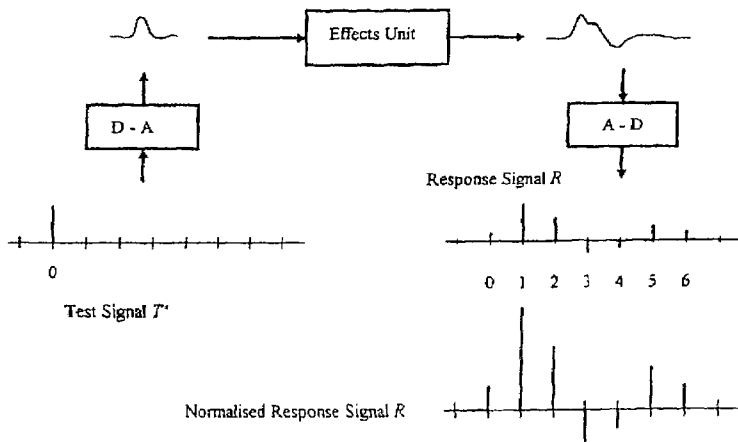 Effects Unit
D - A
A - D
Response Signal R
0
0 1 2 3 4 5 6
Test Signal T'
Normalised Response Signal R